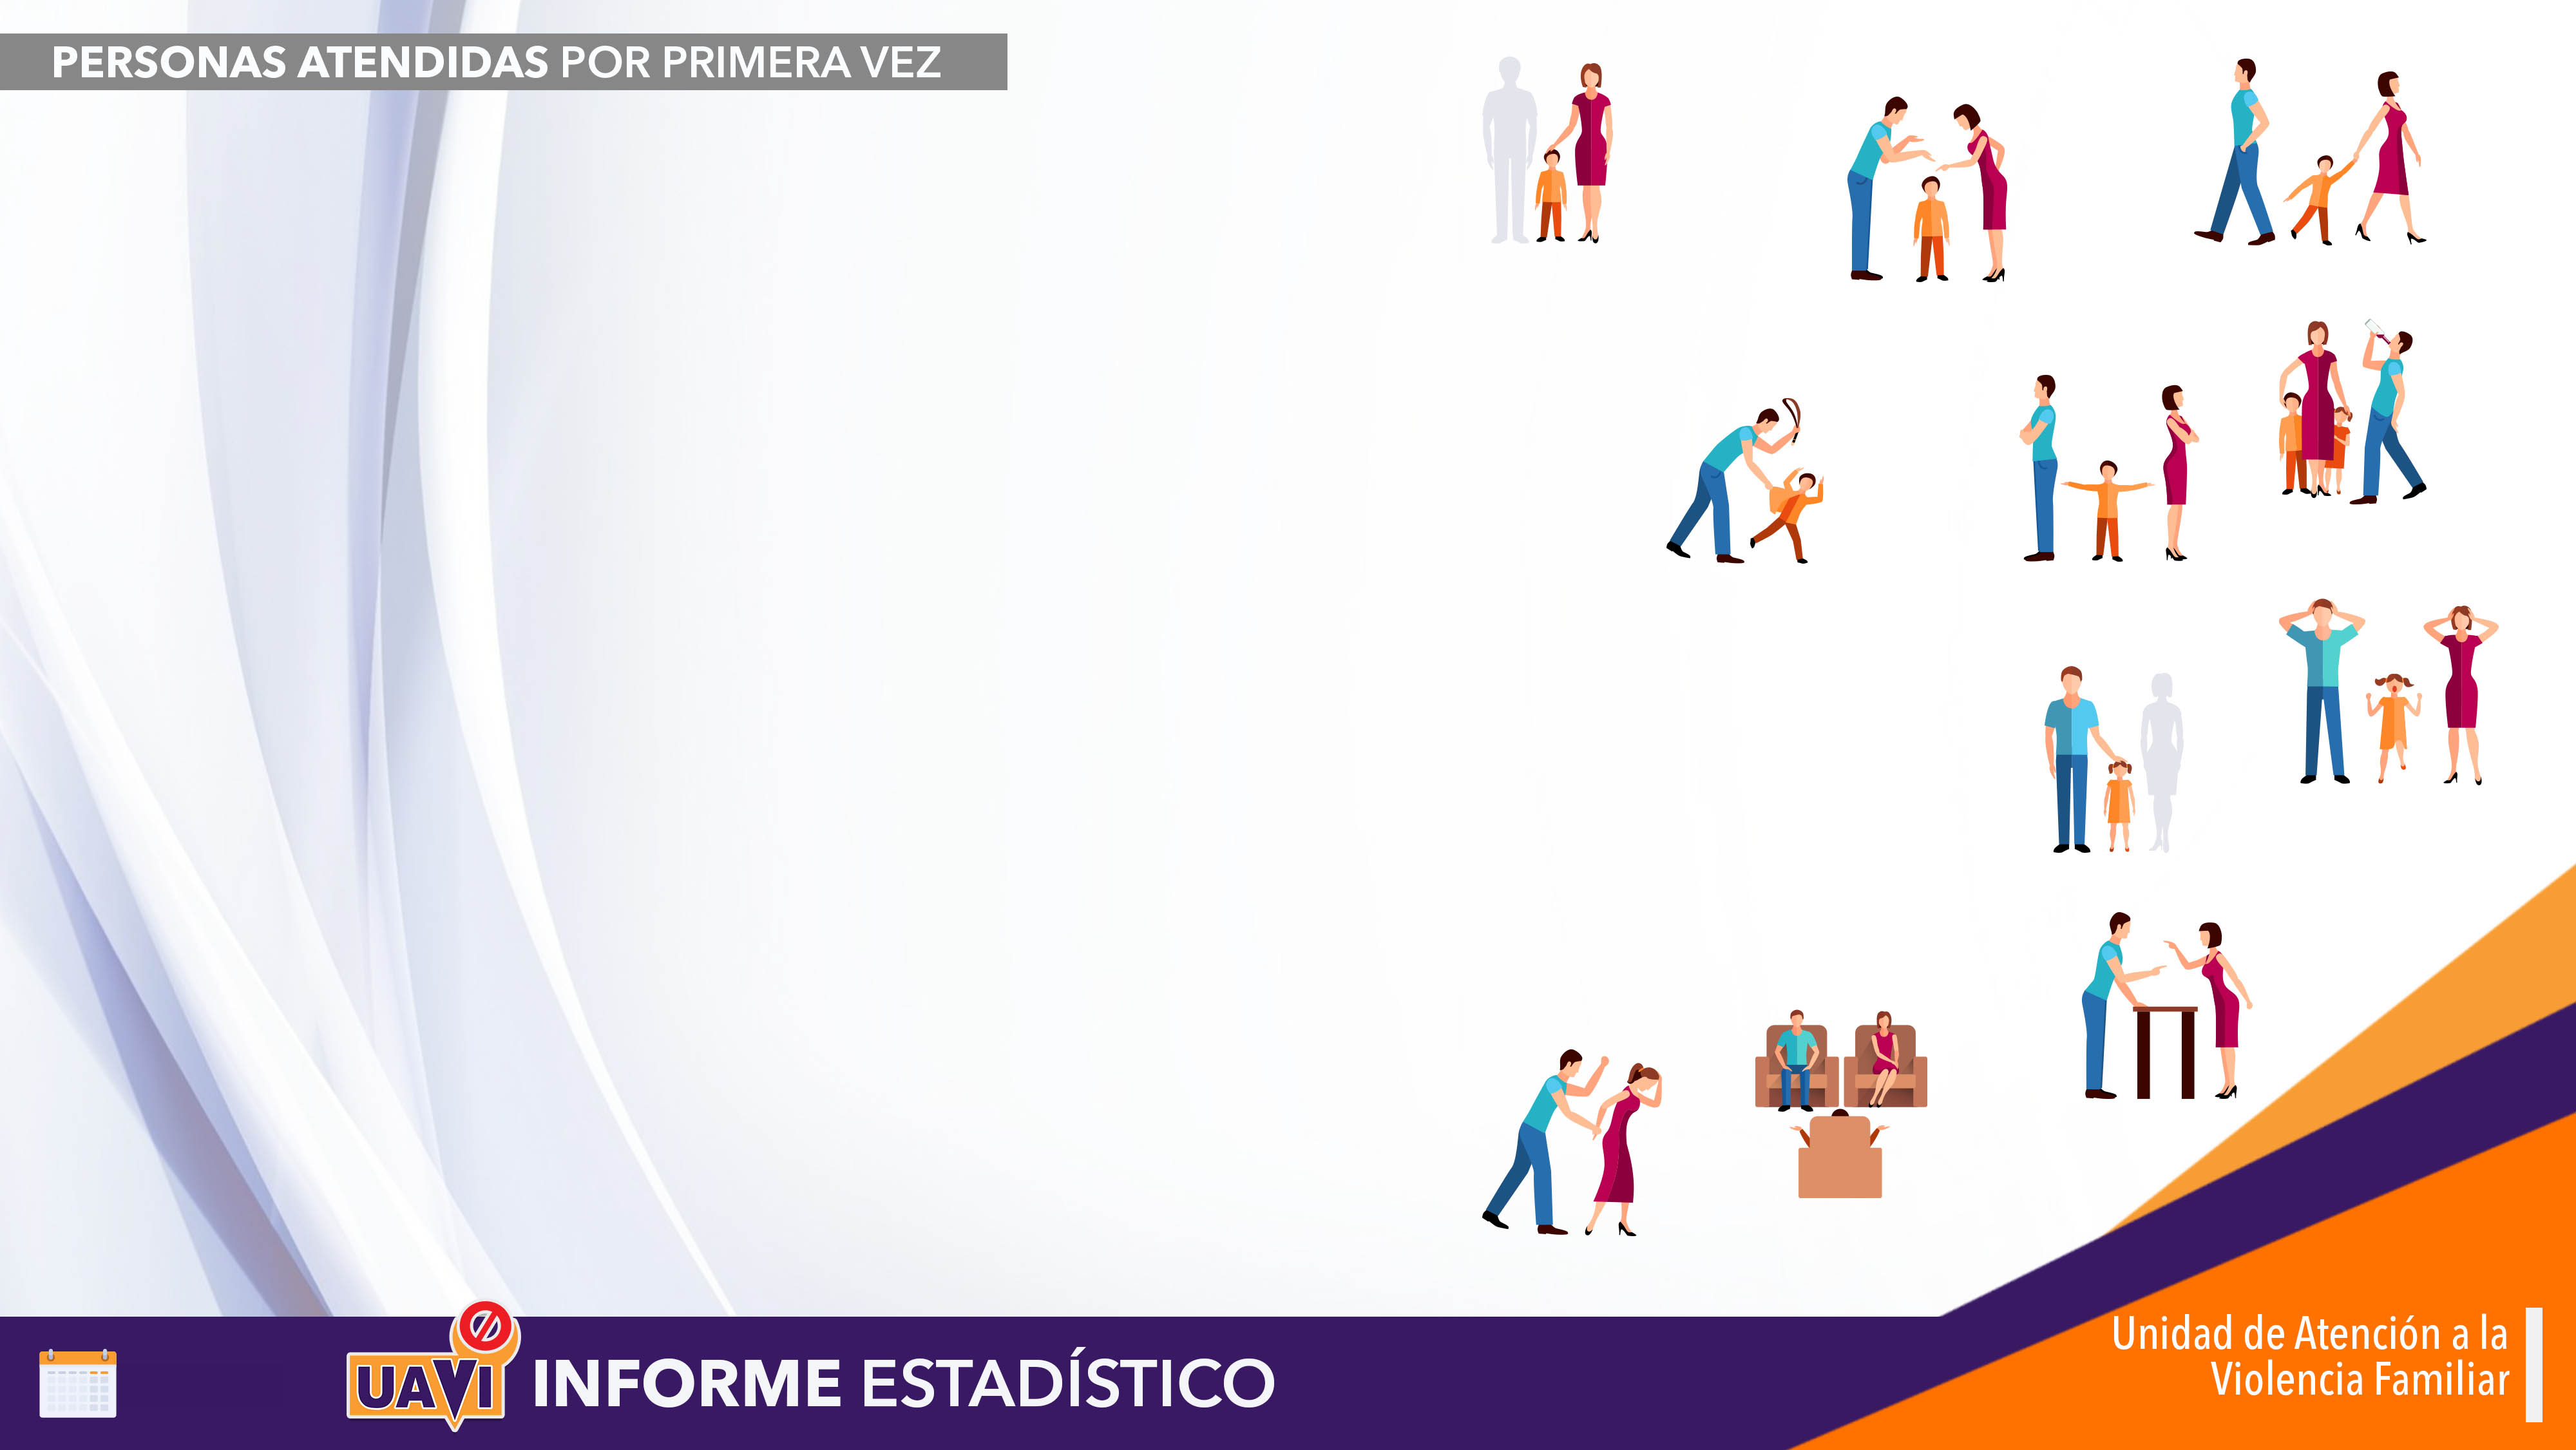 PERSONAS ATENDIDAS POR PRIMERA VEZ
UAVI
INFORME ESTADÍSTICO
Unidad de Atención a la
Violencia Familiar